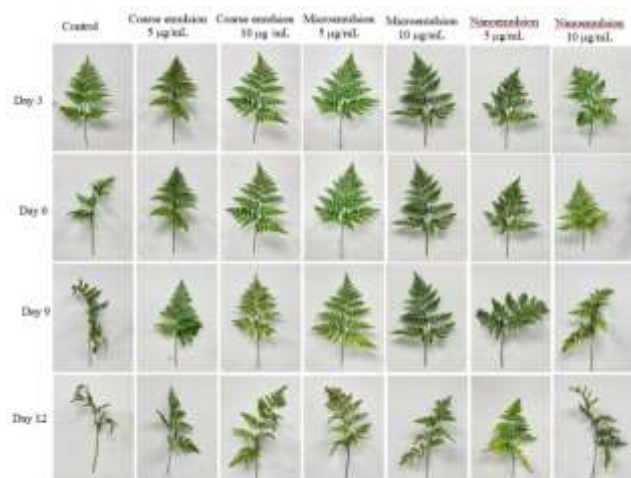 Control
Coarse emulsion
5 µg/mL
Coarse emulsion
10 µg /mL
Microemulsion
5 µg/mL
Microemulsion
10 µg/mL
Nanoemulsion
5 µg/mL
Nanoemulsion
10 µg/mL
Day 3
Day 6
Day 9
Day 12